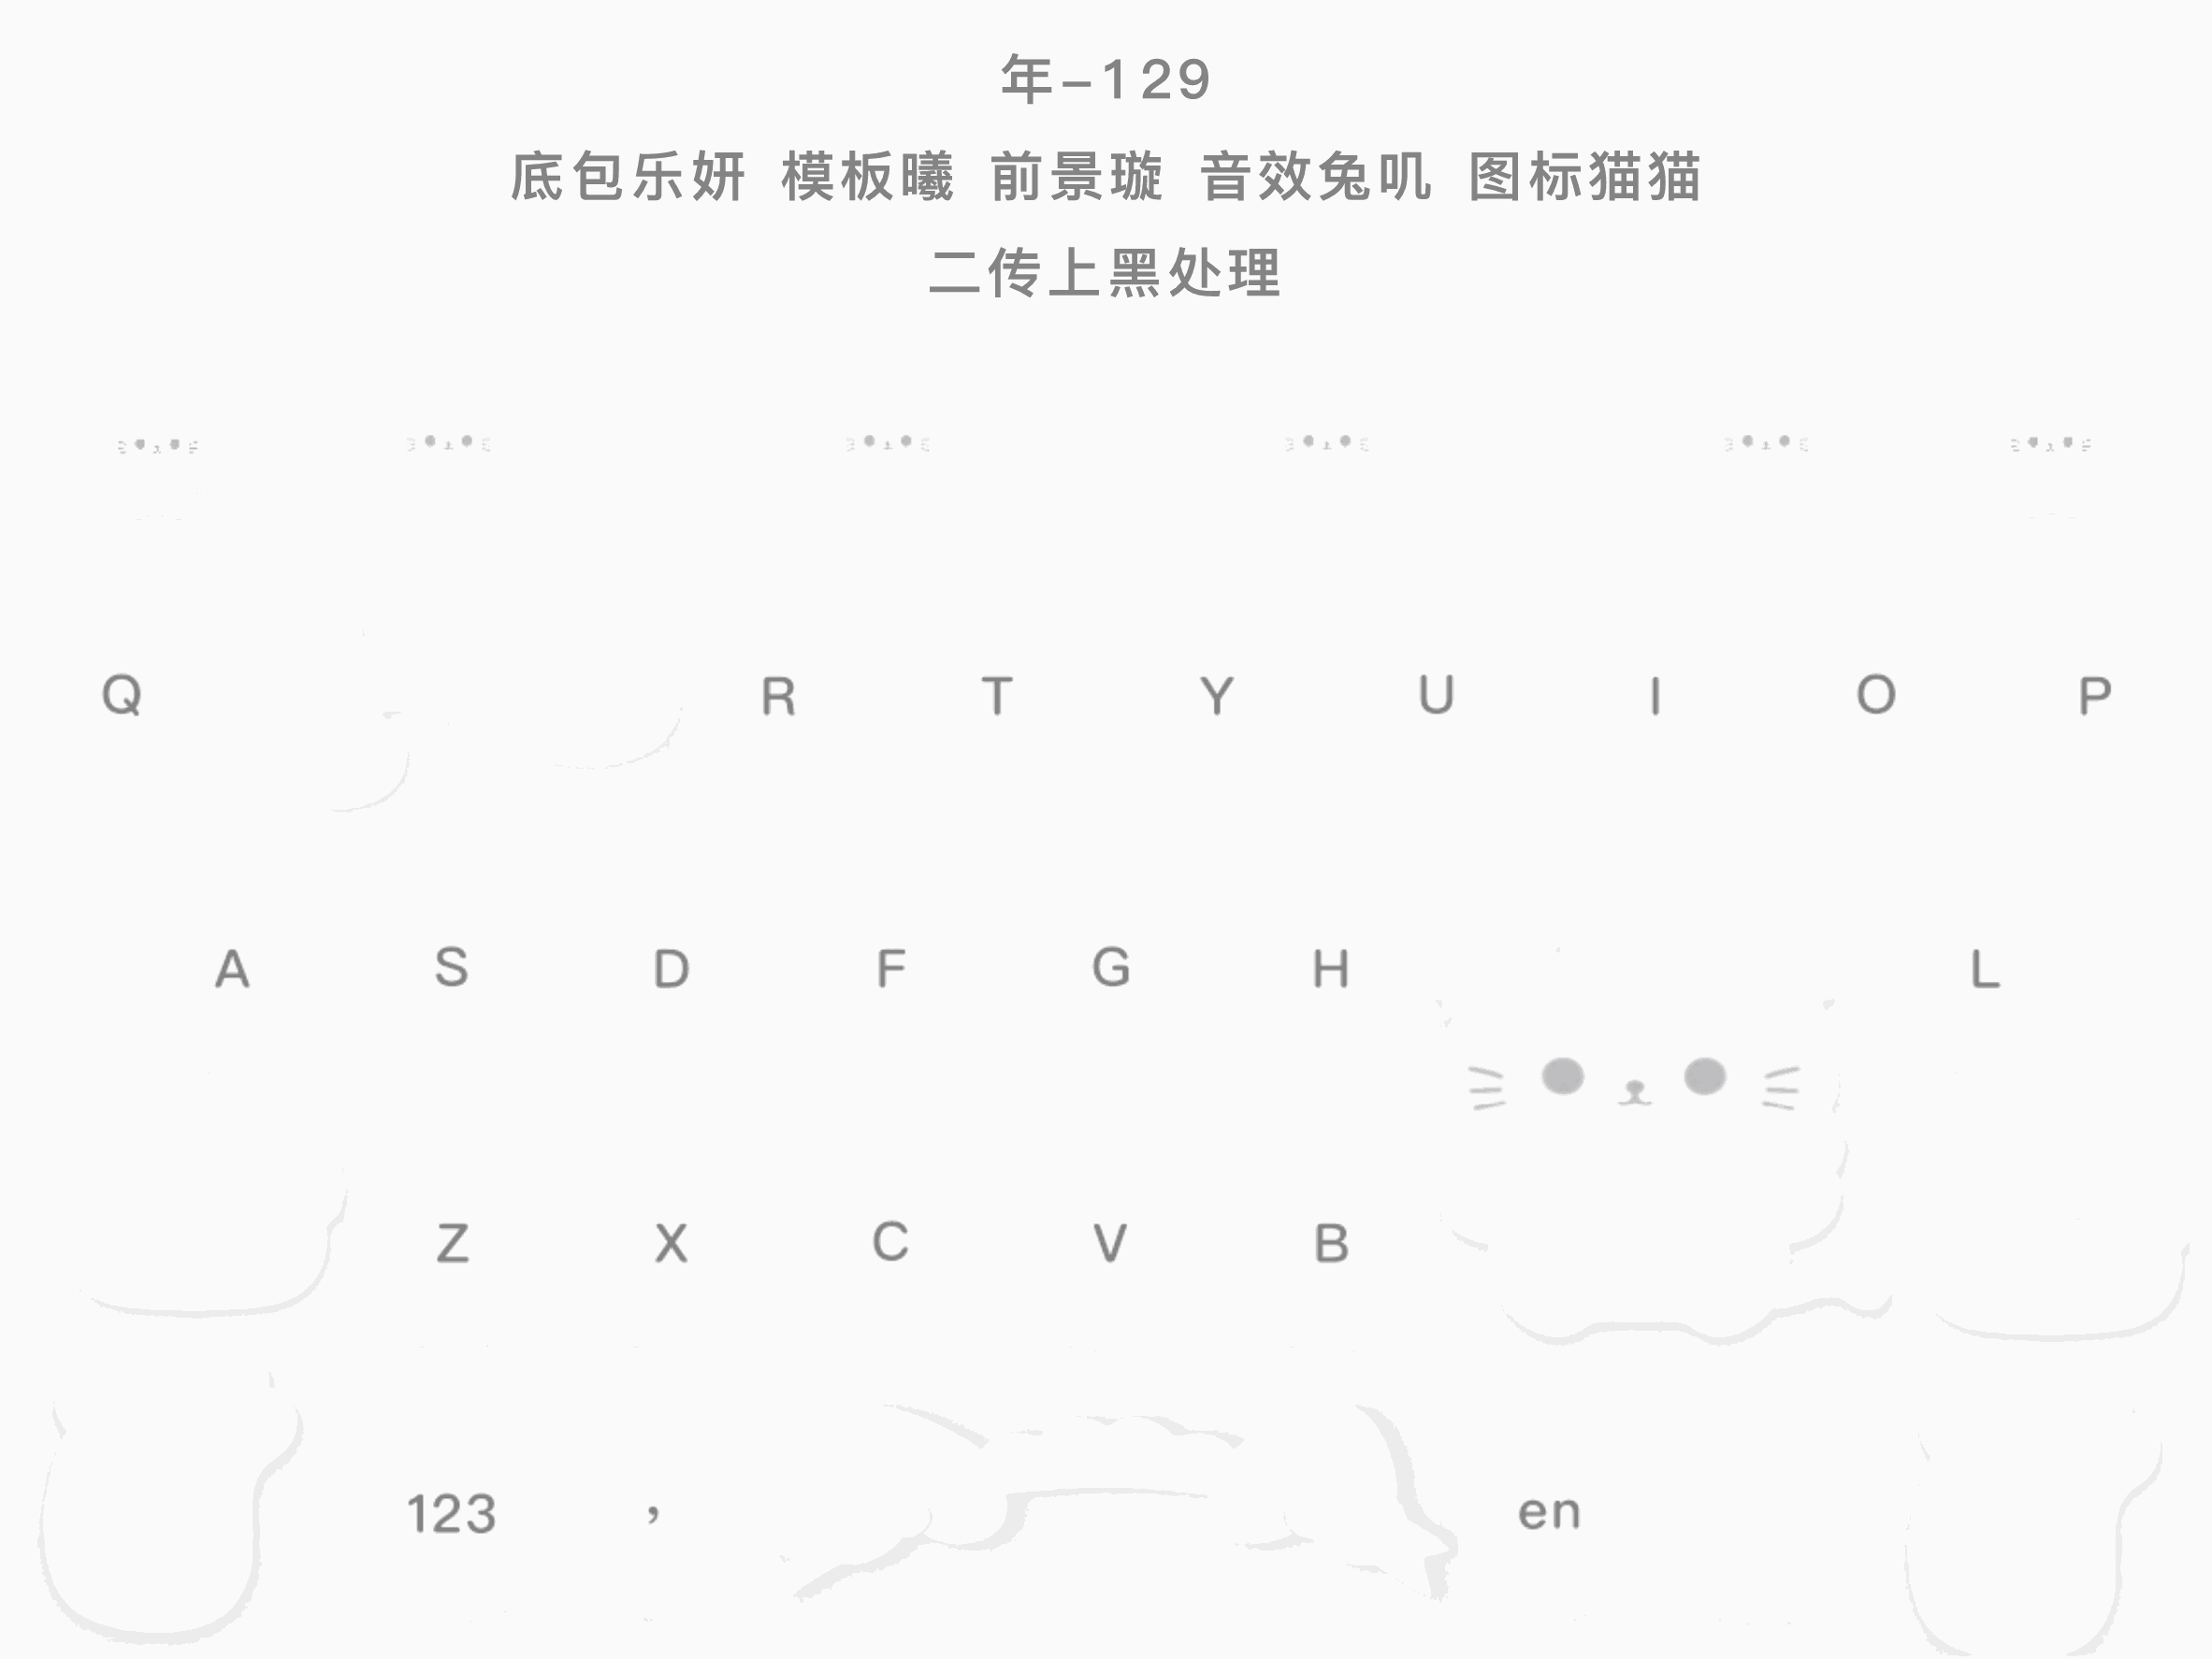 年-129
底包乐轩 模板曦 前景璇 音效兔叽 图标猫猫
二传上黑处理
Q R T Y U I O P
A S D F G H L
Z X C V B
123 , en